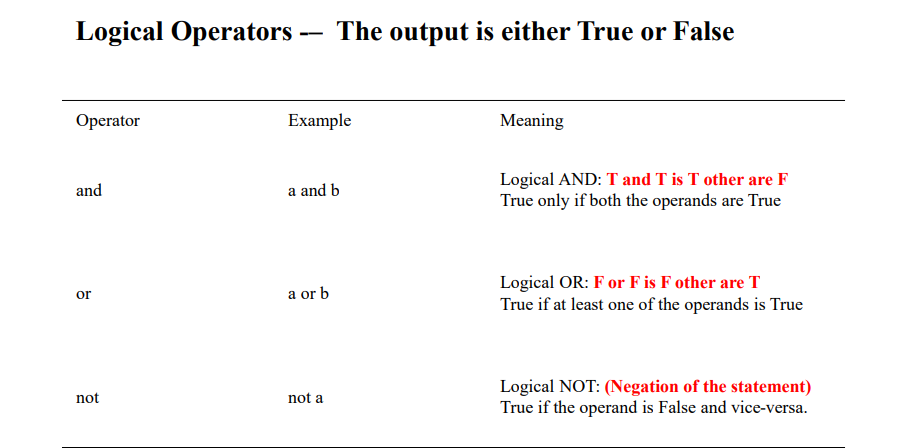 Logical Operators -–  The output is either True or False
Operator Example Meaning
and a and b Logical AND: T and T is T other are F
True only if both the operands are True
or a or b Logical OR: F or F is F other are T
True if at least one of the operands is True
not not a Logical NOT: (Negation of the statement)
True if the operand is False and vice-versa.